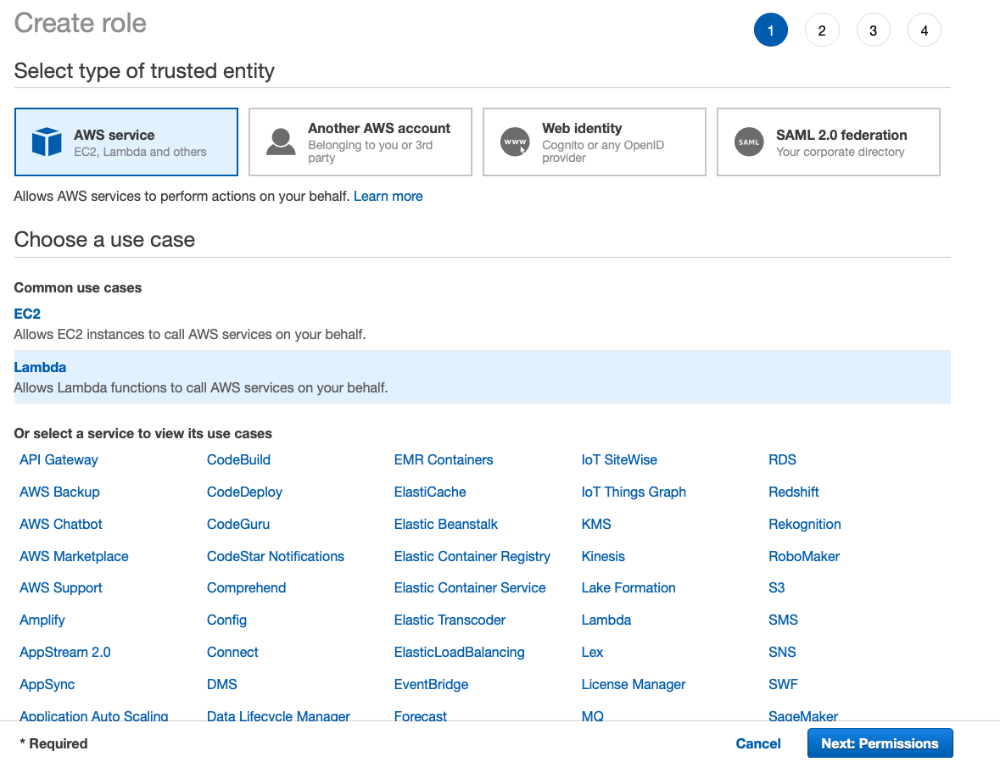 Create role
1 2 3 4
Select type of trusted entity
AWS service
EC2, Lambda and others
Another AWS account
Belonging to you or 3rd
party
www
Web identity
Cognito or any OpenID
provider
SAML
SAML 2.0 federation
Your corporate directory
Allows AWS services to perform actions on your behalf. Learn more
Choose a use case
Common use cases
EC2
Allows EC2 instances to call AWS services on your behalf.
Lambda
Allows Lambda functions to call AWS services on your behalf.
Or select a service to view its use cases
API Gateway CodeBuild EMR Containers IoT SiteWise RDS
AWS Backup CodeDeploy ElastiCache IoT Things Graph Redshift
AWS Chatbot CodeGuru Elastic Beanstalk KMS Rekognition
AWS Marketplace CodeStar Notifications Elastic Container Registry Kinesis RoboMaker
AWS Support Comprehend Elastic Container Service Lake Formation S3
Amplify Config Elastic Transcoder Lambda SMS
AppStream 2.0 Connect ElasticLoadBalancing Lex SNS
AppSync DMS EventBridge License Manager SWF
Application Auto Scaling Data Lifecycle Manager Forecast MQ SageMaker
* Required Cancel Next: Permissions